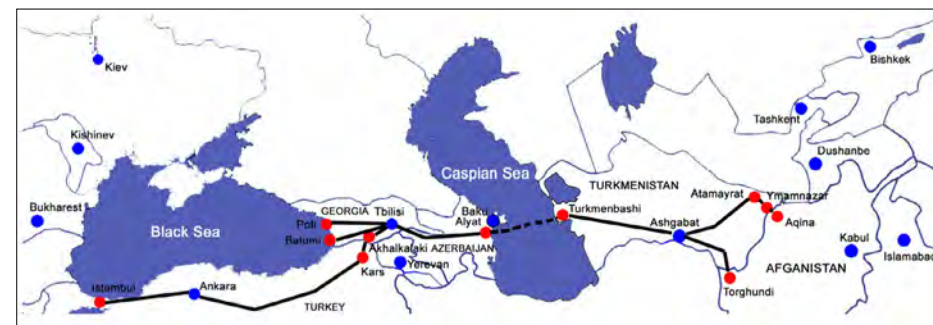 Kiev
Bishkek
Kishinev
Tashkent
Dushanbe
Caspian Sea
TURKMENISTAN
Atamayrat
Ymamnazar
Bukharest
Black Sea
GEORGIA
Tbilisi
Baku
Turkmenbashi
Poti
Alyan
Ashgabat
Aqina
Batumi
Akhalkalaki
AZERBAIJAN
Kabul
Islamabad
Kars
Yerevan
AFGANISTAN
Istambul
Ankara
TURKEY
Torghundi